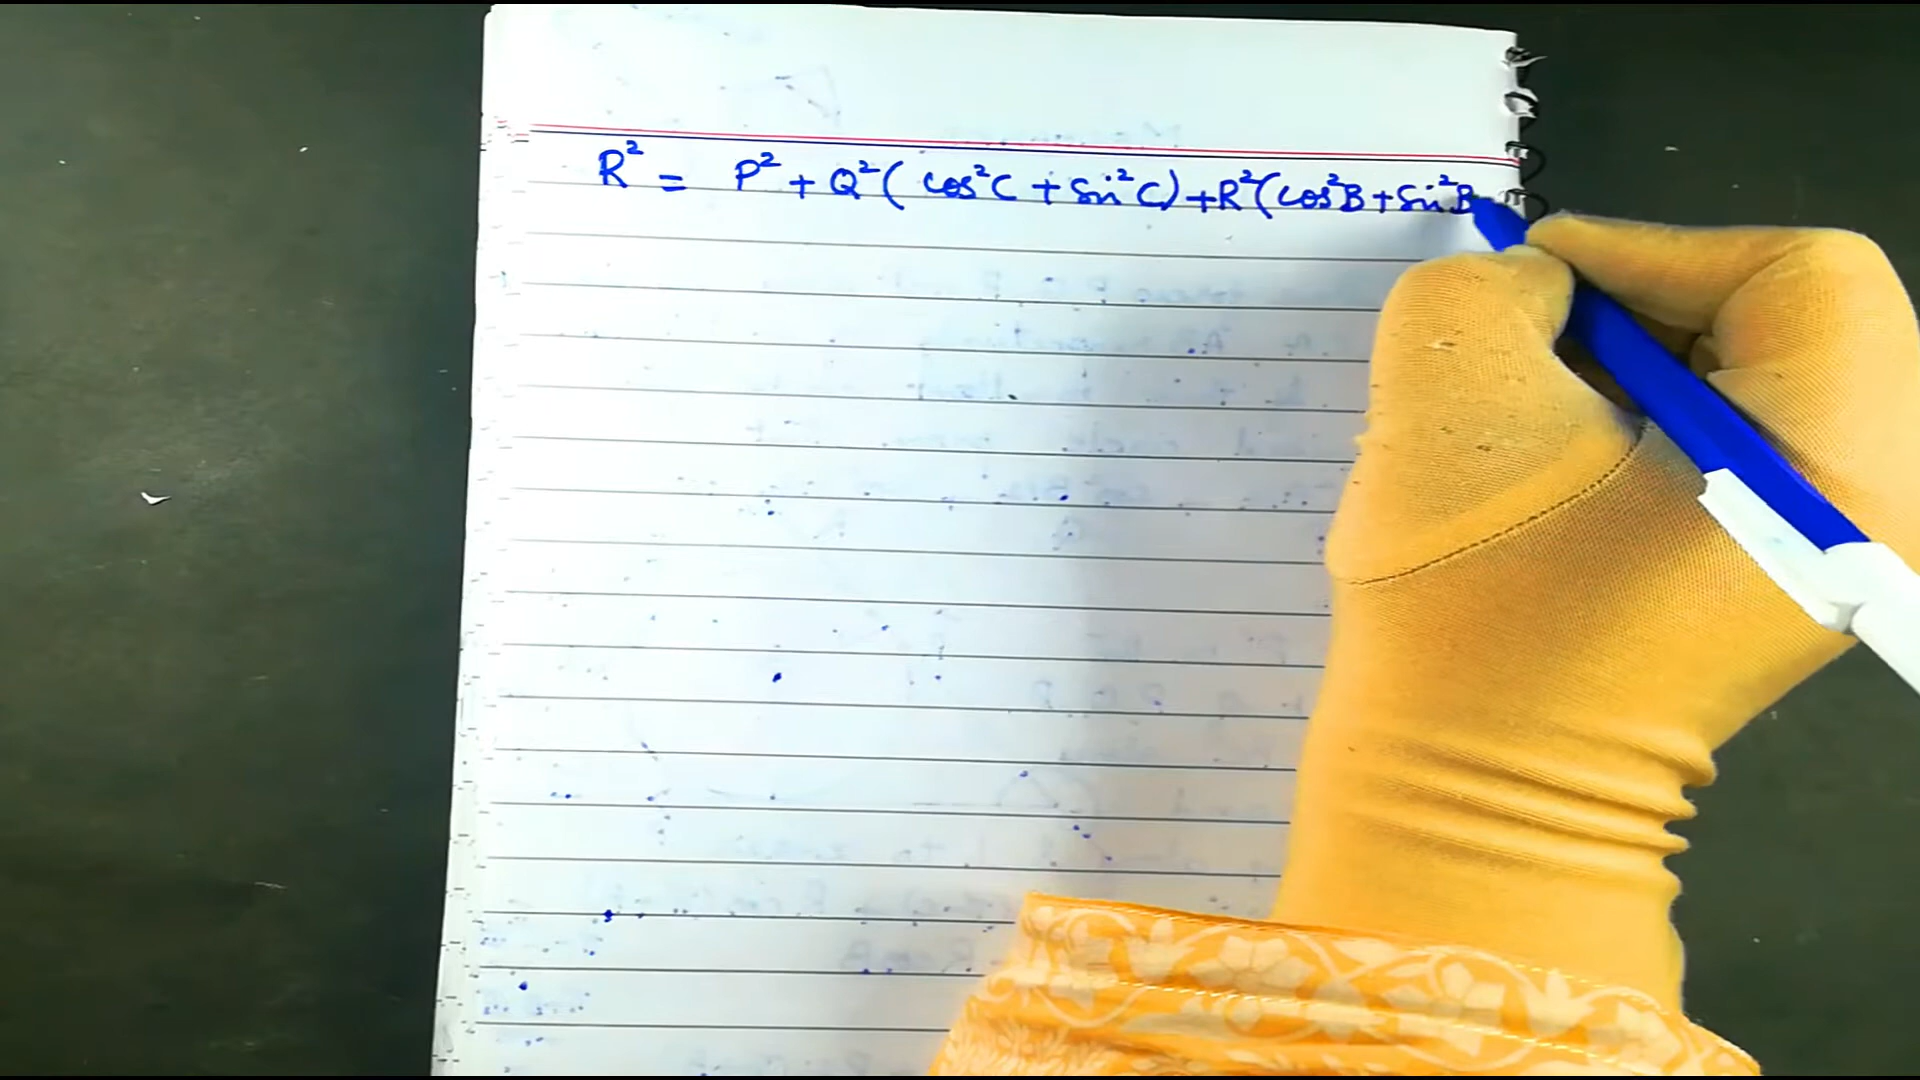 R² = P² + Q² ( cos²C + Sin²C) + R² (cos²B + Sin²B